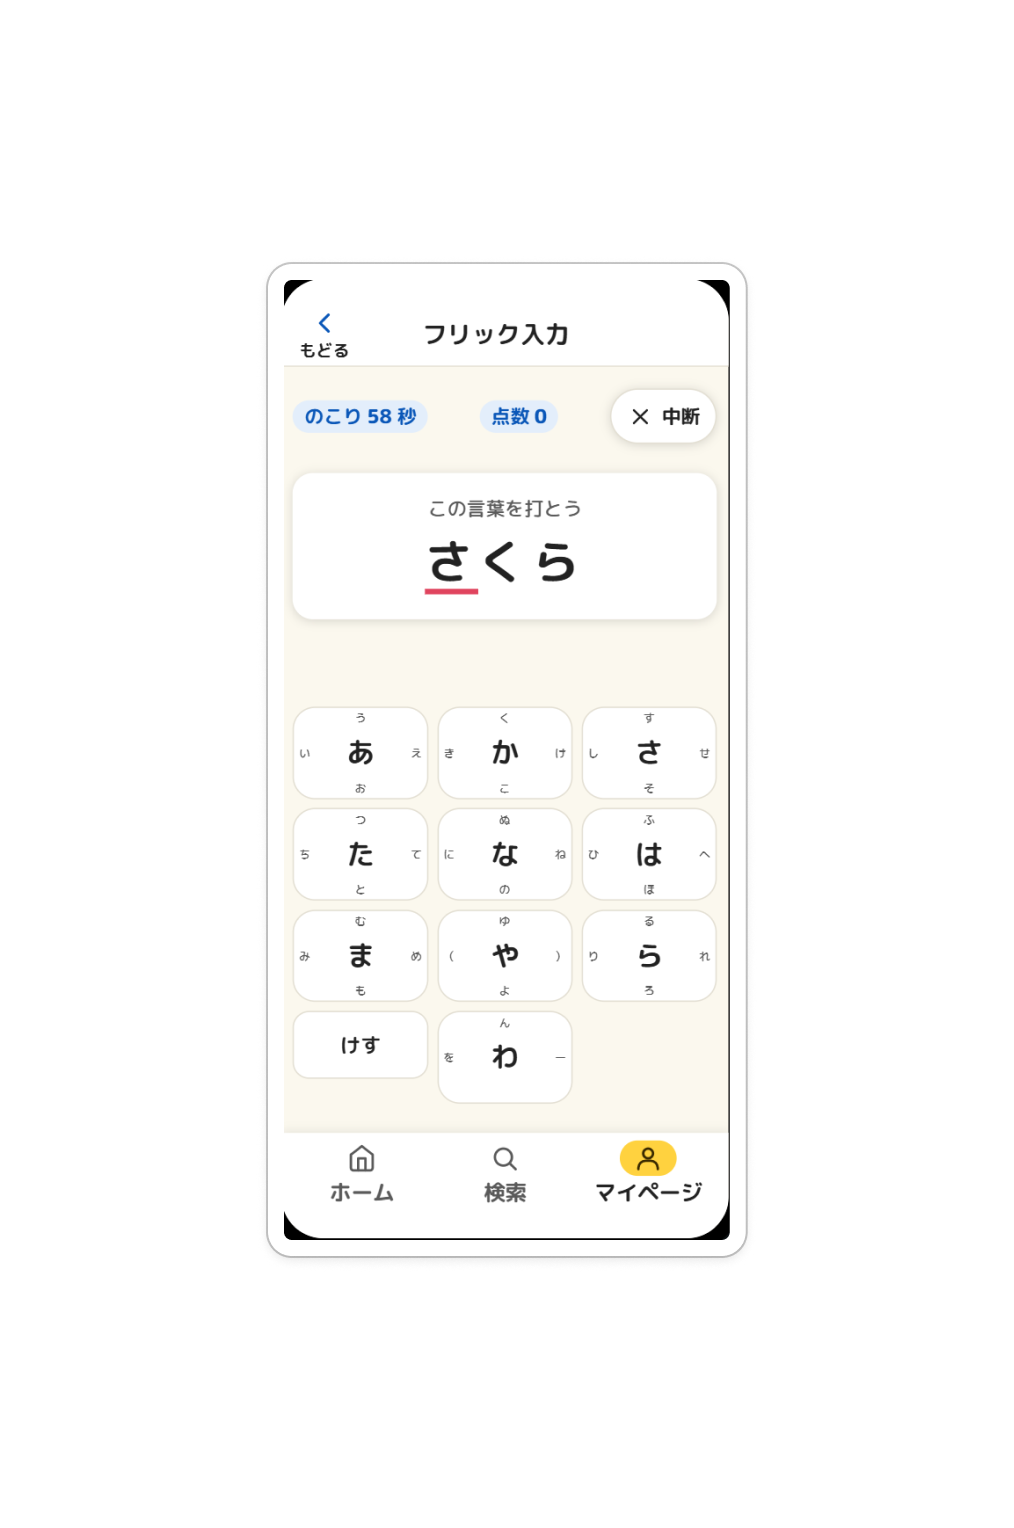 もどる
フリック入力
のこり 58 秒
点数 0
中断
この言葉を打とう
さくら
う く す
い あ え き か け し さ せ
お こ そ
つ ぬ ふ
ち た て に な ね ひ は へ
と の ほ
む ゆ る
み ま め ( や ) り ら れ
も よ ろ
ん
けす を わ ー
ホーム 検索 マイページ